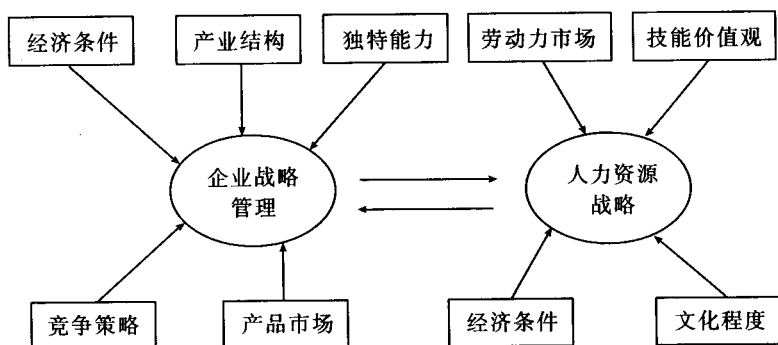 经济条件
产业结构
独特能力
劳动力市场
技能价值观
企业战略
管理
人力资源
战略
竞争策略
产品市场
经济条件
文化程度